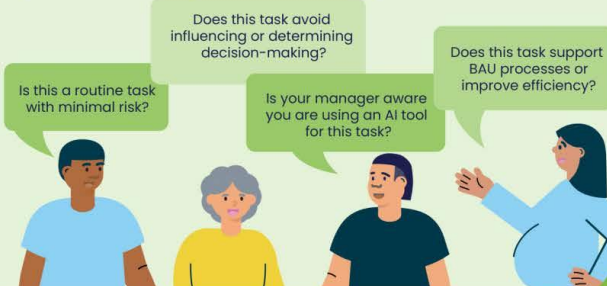 Does this task avoid
influencing or determining
decision-making?
Does this task support
BAU processes or
improve efficiency?
Is this a routine task
with minimal risk?
Is your manager aware
you are using an AI tool
for this task?